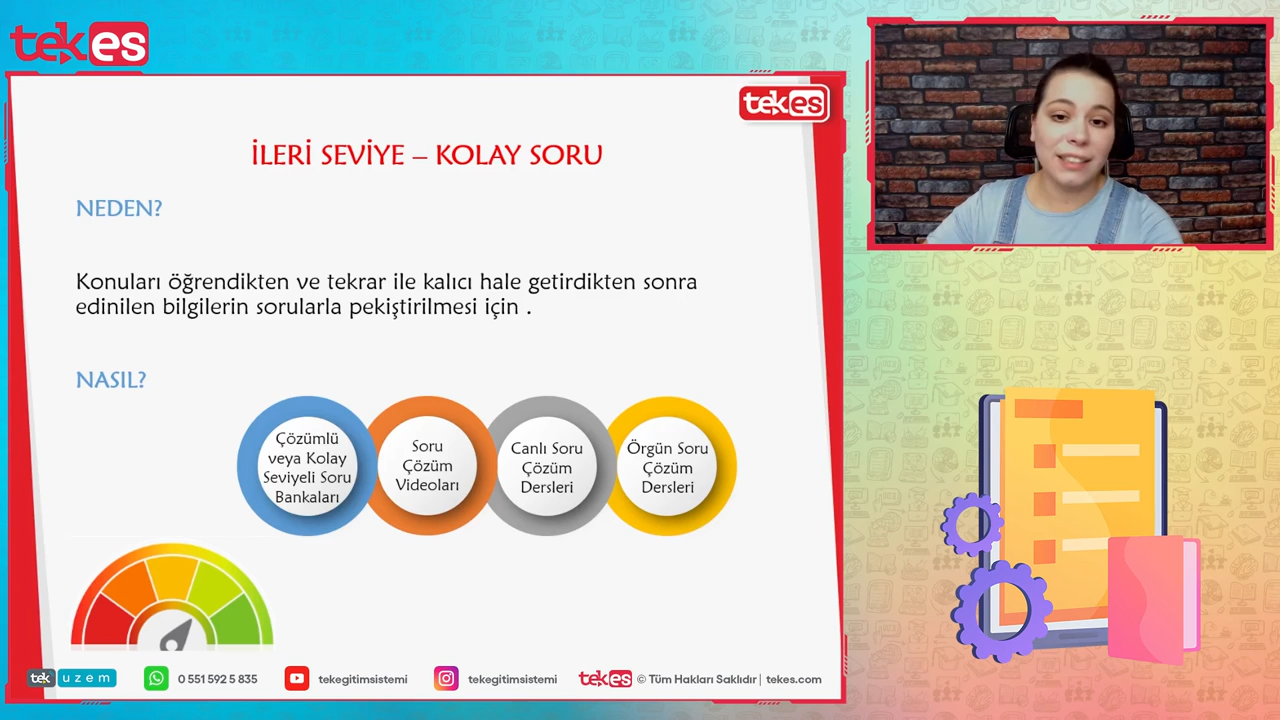 tekes
tekes
İLERİ SEVİYE – KOLAY SORU
NEDEN?
Konuları öğrendikten ve tekrar ile kalıcı hale getirdikten sonra
edinilen bilgilerin sorularla pekiştirilmesi için .
NASIL?
Çözümlü
veya Kolay
Seviyeli Soru
Bankaları
Soru
Çözüm
Videoları
Canlı Soru
Çözüm
Dersleri
Örgün Soru
Çözüm
Dersleri
tek uzem
0 551 592 5 835
tekegitimsistemi
tekegitimsistemi
tekes © Tüm Hakları Saklıdır | tekes.com